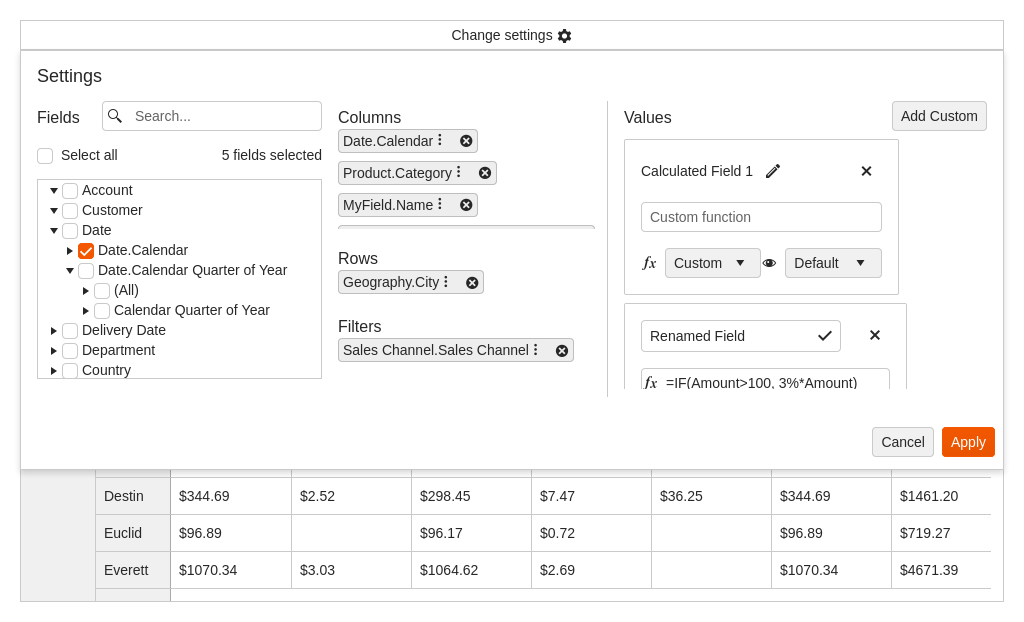 Change settings
Settings
Fields
Search...
Select all
5 fields selected
Account
Customer
Date
Date.Calendar
Date.Calendar Quarter of Year
(All)
Calendar Quarter of Year
Delivery Date
Department
Country
Columns
Date.Calendar
Product.Category
MyField.Name
Rows
Geography.City
Filters
Sales Channel.Sales Channel
Values
Add Custom
Calculated Field 1
Custom function
fx Custom Default
Renamed Field
fx =IF(Amount>100, 3%*Amount)
Cancel Apply
Destin $344.69 $2.52 $298.45 $7.47 $36.25 $344.69 $1461.20
Euclid $96.89 $96.17 $0.72 $96.89 $719.27
Everett $1070.34 $3.03 $1064.62 $2.69 $1070.34 $4671.39